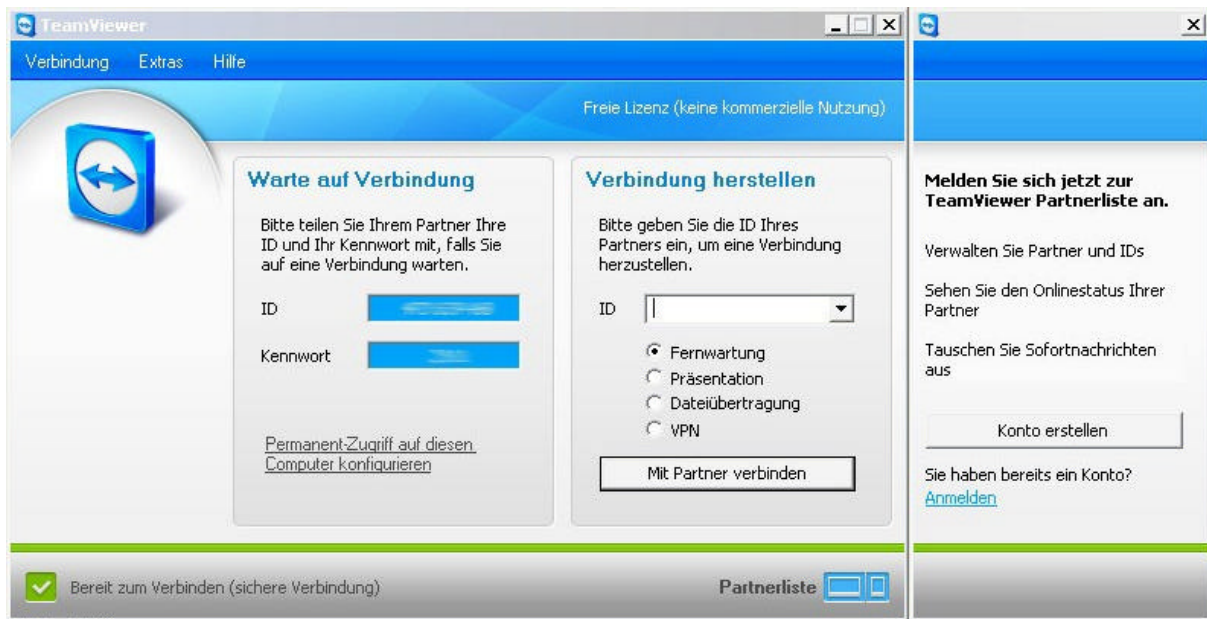 TeamViewer
Verbindung Extras Hilfe
Freie Lizenz (keine kommerzielle Nutzung)
Warte auf Verbindung
Bitte teilen Sie Ihrem Partner Ihre
ID und Ihr Kennwort mit, falls Sie
auf eine Verbindung warten.
ID
Kennwort
Permanent-Zugriff auf diesen
Computer konfigurieren
Verbindung herstellen
Bitte geben Sie die ID Ihres
Partners ein, um eine Verbindung
herzustellen.
ID
Fernwartung
Präsentation
Dateiübertragung
VPN
Mit Partner verbinden
Bereit zum Verbinden (sichere Verbindung)
Partnerliste
Melden Sie sich jetzt zur
TeamViewer Partnerliste an.
Verwalten Sie Partner und IDs
Sehen Sie den Onlinestatus Ihrer
Partner
Tauschen Sie Sofortnachrichten
aus
Konto erstellen
Sie haben bereits ein Konto?
Anmelden